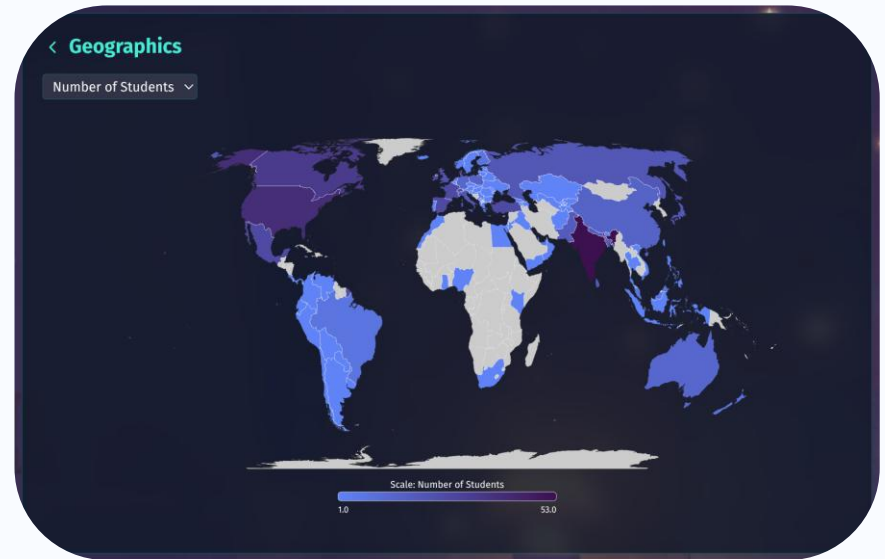 Geographics
Number of Students
Scale: Number of Students
1.0
53.0